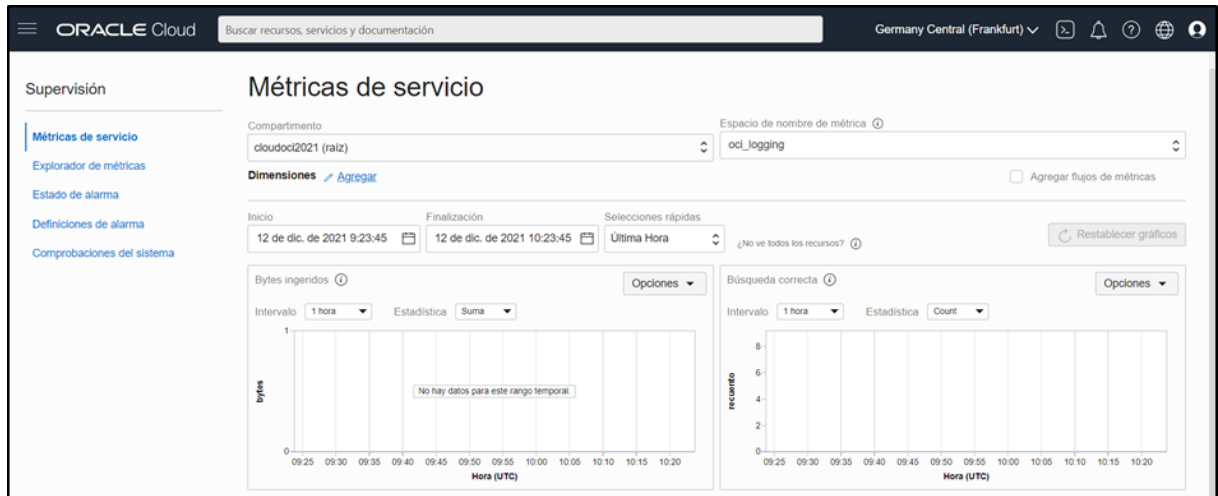 ORACLE Cloud
Buscar recursos, servicios y documentación
Germany Central (Frankfurt)
Supervisión
Métricas de servicio
Explorador de métricas
Estado de alarma
Definiciones de alarma
Comprobaciones del sistema
Métricas de servicio
Compartimento
cloudoci2021 (raíz)
Espacio de nombre de métrica
oci_logging
Dimensiones Agregar
Agregar flujos de métricas
Inicio
12 de dic. de 2021 9:23:45
Finalización
12 de dic. de 2021 10:23:45
Selecciones rápidas
Última Hora
¿No ve todos los recursos?
Restablecer gráficos
Bytes ingeridos
Opciones
Intervalo 1 hora Estadística Suma
1
0
bytes
No hay datos para este rango temporal.
09:25 09:30 09:35 09:40 09:45 09:50 09:55 10:00 10:05 10:10 10:15 10:20
Hora (UTC)
Búsqueda correcta
Opciones
Intervalo 1 hora Estadística Count
8
6
4
2
recuento
09:25 09:30 09:35 09:40 09:45 09:50 09:55 10:00 10:05 10:10 10:15 10:20
Hora (UTC)